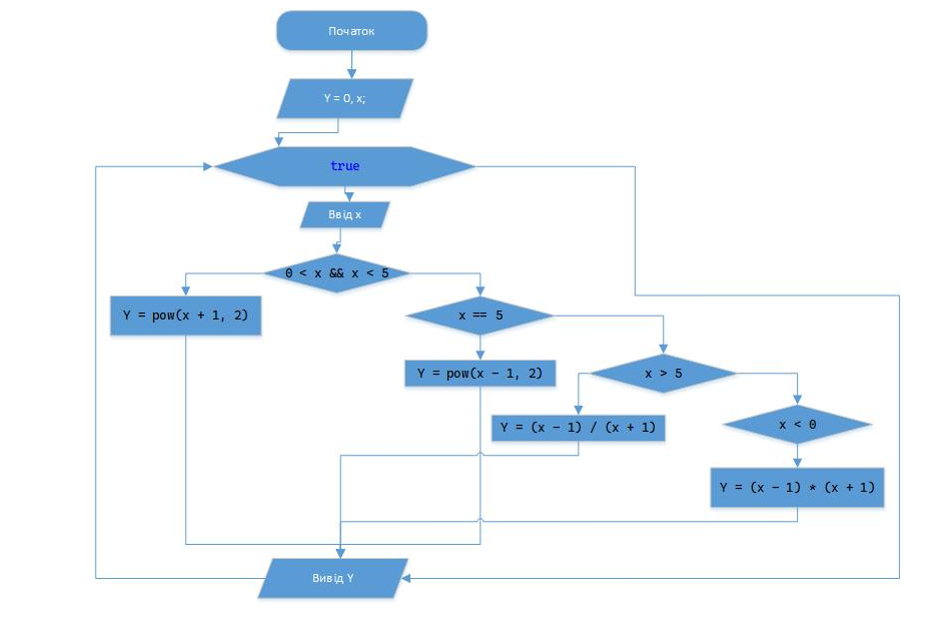 Початок
Y = 0, x;
true
Ввід x
0 < x && x < 5
Y = pow(x + 1, 2)
x == 5
Y = pow(x − 1, 2)
x > 5
Y = (x − 1) / (x + 1)
x < 0
Y = (x − 1) * (x + 1)
Вивід Y